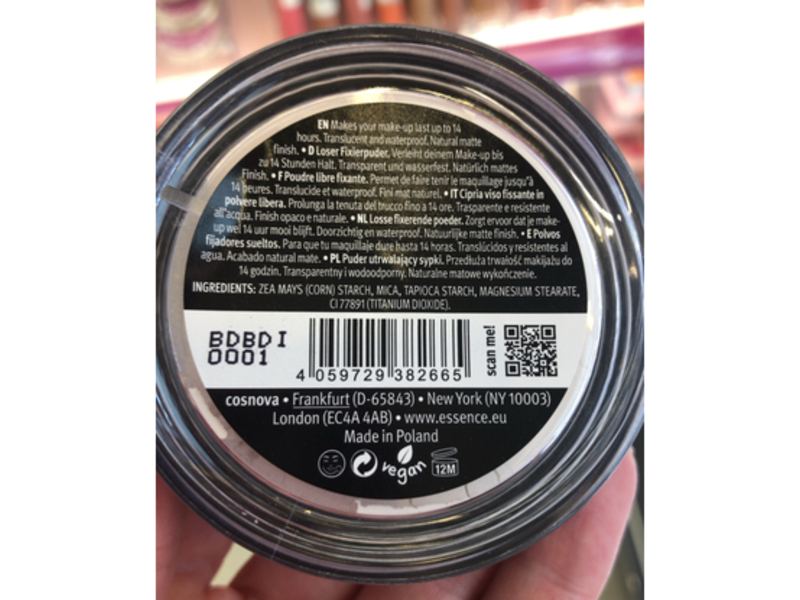 EN Makes your make-up last up to 14
hours. Translucent and waterproof. Natural matte
finish. • D Loser Fixierpuder. Verleint deinem Make-up bis
zu 14 Stunden Halt. Transparent und wasserfest. Natürlich mattes
Finish. • F Poudre libre fixante. Permet de faire tenir le maquillage jusqu'à
14 heures. Translucide et waterproof. Fini mat naturel. • IT Cipria viso fissante in
polvere libera. Prolunga la tenuta del trucco fino a 14 ore. Trasparente e resistente
all'acqua. Finish opaco e naturale. • NL Losse fixerende poeder. Zorgt ervoor dat je make-
up wel 14 uur mooi blijft. Doorzichtig en waterproof. Natuurlijke matte finish. • E Polvos
fijadores sueltos. Para que tu maquillaje dure hasta 14 horas. Translúcidos y resistentes al
agua. Acabado natural mate. • PL Puder utrwalający sypki. Przedłuża trwałość makijażu do
14 godzin. Transparentny i wodoodporny. Naturalne matowe wykończenie.
INGREDIENTS: ZEA MAYS (CORN) STARCH, MICA, TAPIOCA STARCH, MAGNESIUM STEARATE,
CI 77891 (TITANIUM DIOXIDE).
BDBDI
0001
4 059729 382665
scan me!
cosnova • Frankfurt (D-65843) • New York (NY 10003)
London (EC4A 4AB) • www.essence.eu
Made in Poland
vegan
12M